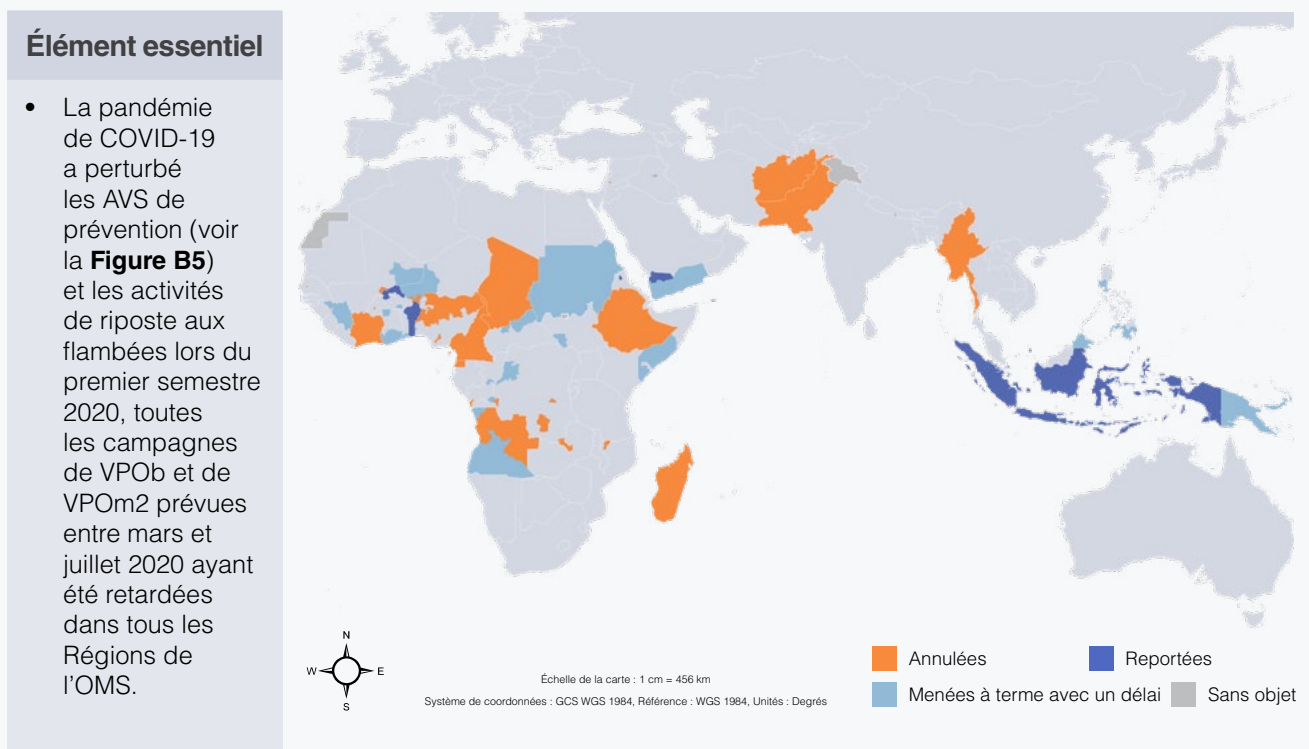 Élément essentiel
• La pandémie
de COVID-19
a perturbé
les AVS de
prévention (voir
la Figure B5)
et les activités
de riposte aux
flambées lors du
premier semestre
2020, toutes
les campagnes
de VPOb et de
VPOm2 prévues
entre mars et
juillet 2020 ayant
été retardées
dans tous les
Régions de
l'OMS.
N
W E
S
Échelle de la carte : 1 cm = 456 km
Système de coordonnées : GCS WGS 1984, Référence : WGS 1984, Unités : Degrés
Annulées
Reportées
Menées à terme avec un délai
Sans objet